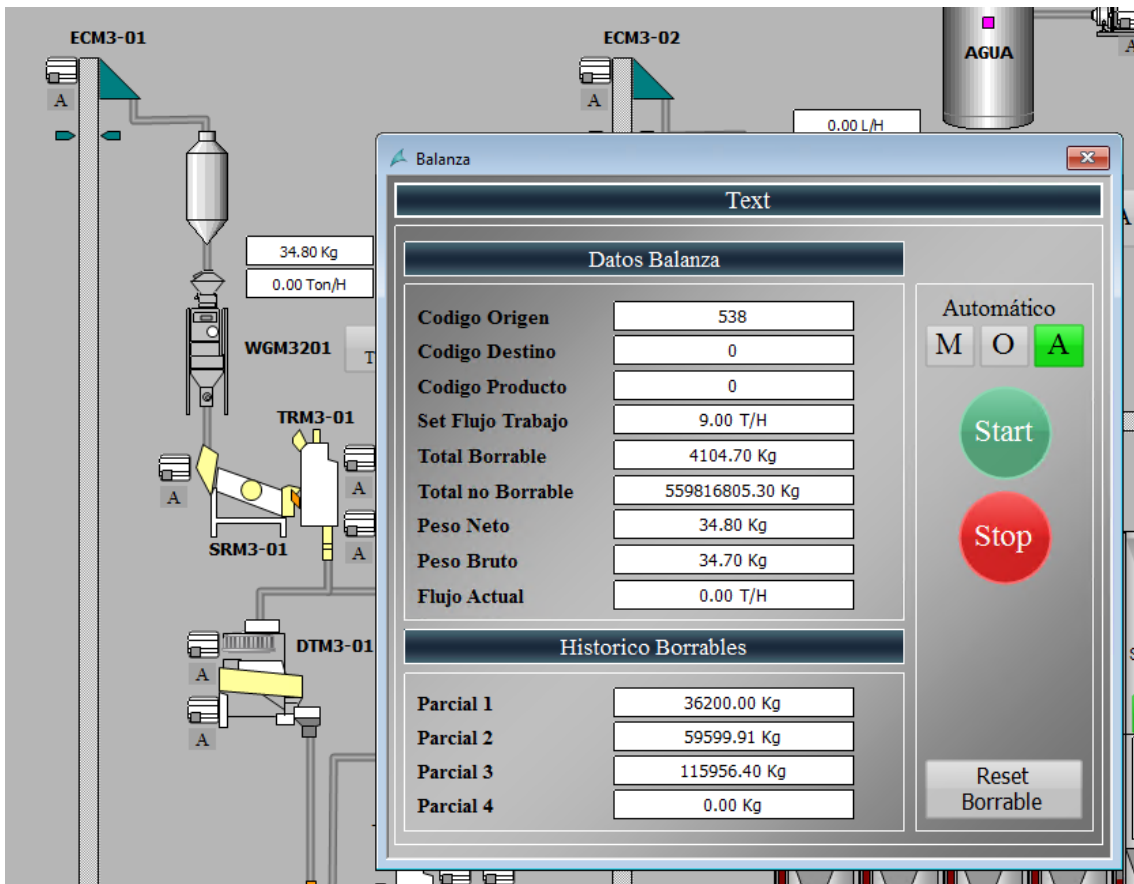 ECM3-01
ECM3-02
AGUA
A
A
A
0.00 L/H
34.80 Kg
0.00 Ton/H
WGM3201
T
TRM3-01
A
A
SRM3-01
A
DTM3-01
A
A
Balanza
Text
Datos Balanza
Codigo Origen 538
Codigo Destino 0
Codigo Producto 0
Set Flujo Trabajo 9.00 T/H
Total Borrable 4104.70 Kg
Total no Borrable 559816805.30 Kg
Peso Neto 34.80 Kg
Peso Bruto 34.70 Kg
Flujo Actual 0.00 T/H
Historico Borrables
Parcial 1 36200.00 Kg
Parcial 2 59599.91 Kg
Parcial 3 115956.40 Kg
Parcial 4 0.00 Kg
Automático
M O A
Start
Stop
Reset
Borrable